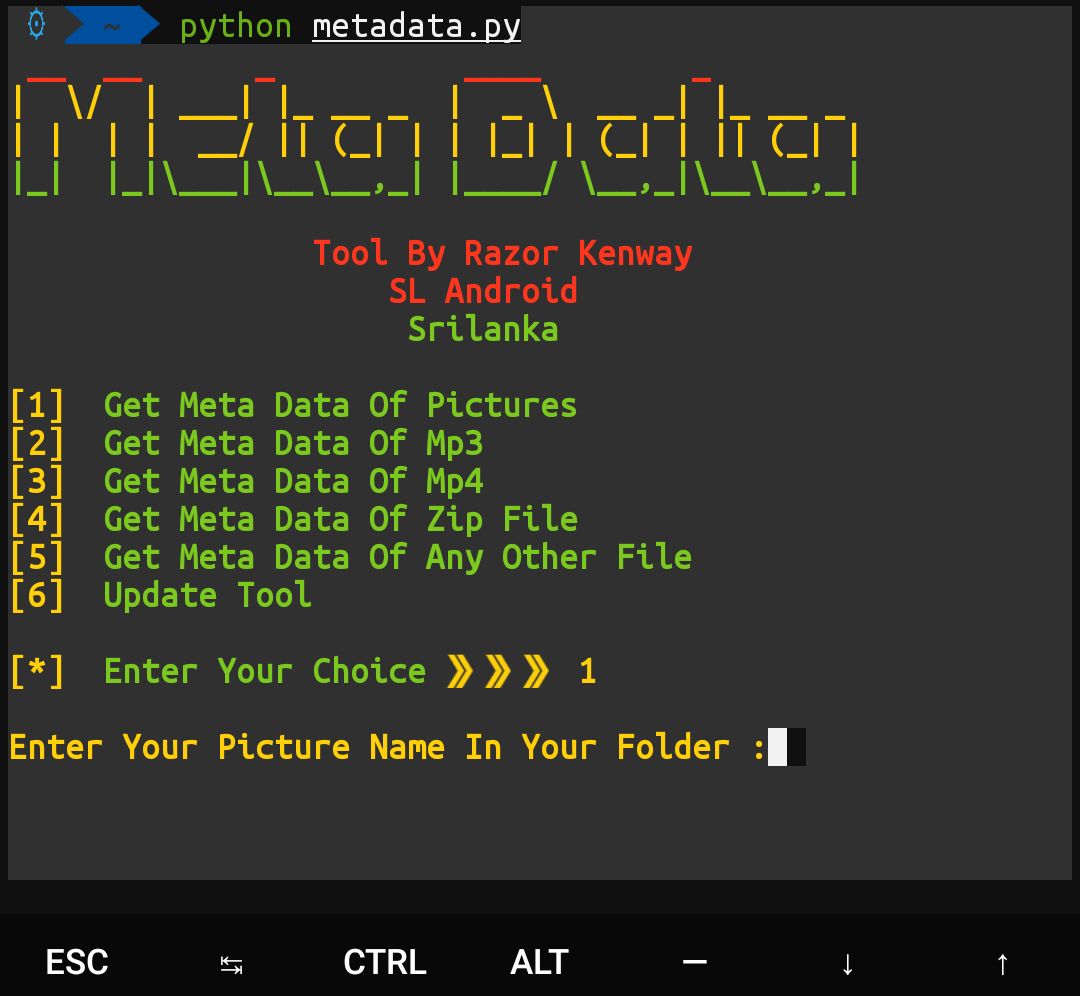 ~ python metadata.py
Meta Data
Tool By Razor Kenway
SL Android
Srilanka
[1] Get Meta Data Of Pictures
[2] Get Meta Data Of Mp3
[3] Get Meta Data Of Mp4
[4] Get Meta Data Of Zip File
[5] Get Meta Data Of Any Other File
[6] Update Tool
[*] Enter Your Choice ❯❯❯ 1
Enter Your Picture Name In Your Folder :
ESC ↹ CTRL ALT — ↓ ↑